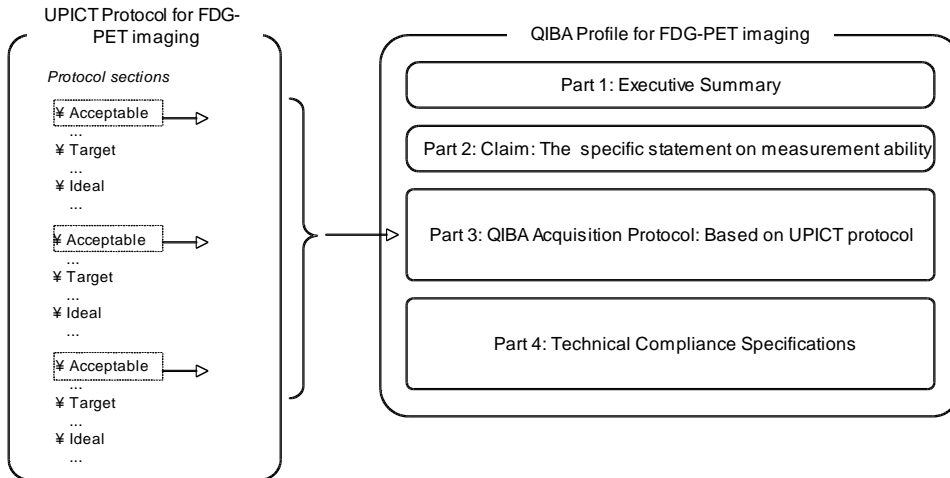 UPICT Protocol for FDG-
PET imaging
Protocol sections
¥ Acceptable
...
¥ Target
...
¥ Ideal
...
¥ Acceptable
...
¥ Target
...
¥ Ideal
...
¥ Acceptable
...
¥ Target
...
¥ Ideal
...
QIBA Profile for FDG-PET imaging
Part 1: Executive Summary
Part 2: Claim: The specific statement on measurement ability
Part 3: QIBA Acquisition Protocol: Based on UPICT protocol
Part 4: Technical Compliance Specifications